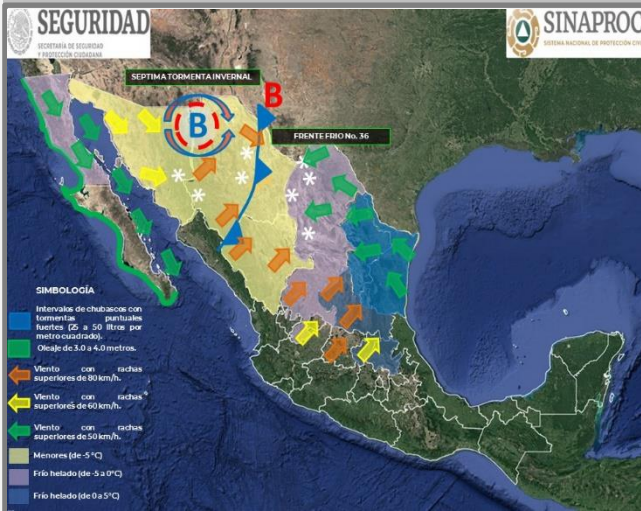 SEGURIDAD
SECRETARÍA DE SEGURIDAD
Y PROTECCIÓN CIUDADANA
SINAPROC
SISTEMA NACIONAL DE PROTECCIÓN CIVIL
SEPTIMA TORMENTA INVERNAL
B
B
FRENTE FRIO No. 36
SIMBOLOGÍA
Intervalos de chubascos con
tormentas puntuales
fuertes (25 a 50 litros por
metro cuadrado).
Oleaje de 3.0 a 4.0 metros.
Viento con rachas
superiores de 80 km/h.
Viento con rachas
superiores de 60 km/h.
Viento con rachas
superiores de 50 km/h.
Menores (de -5 °C)
Frío helado (de -5 a 0°C)
Frío helado (de 0 a 5°C)